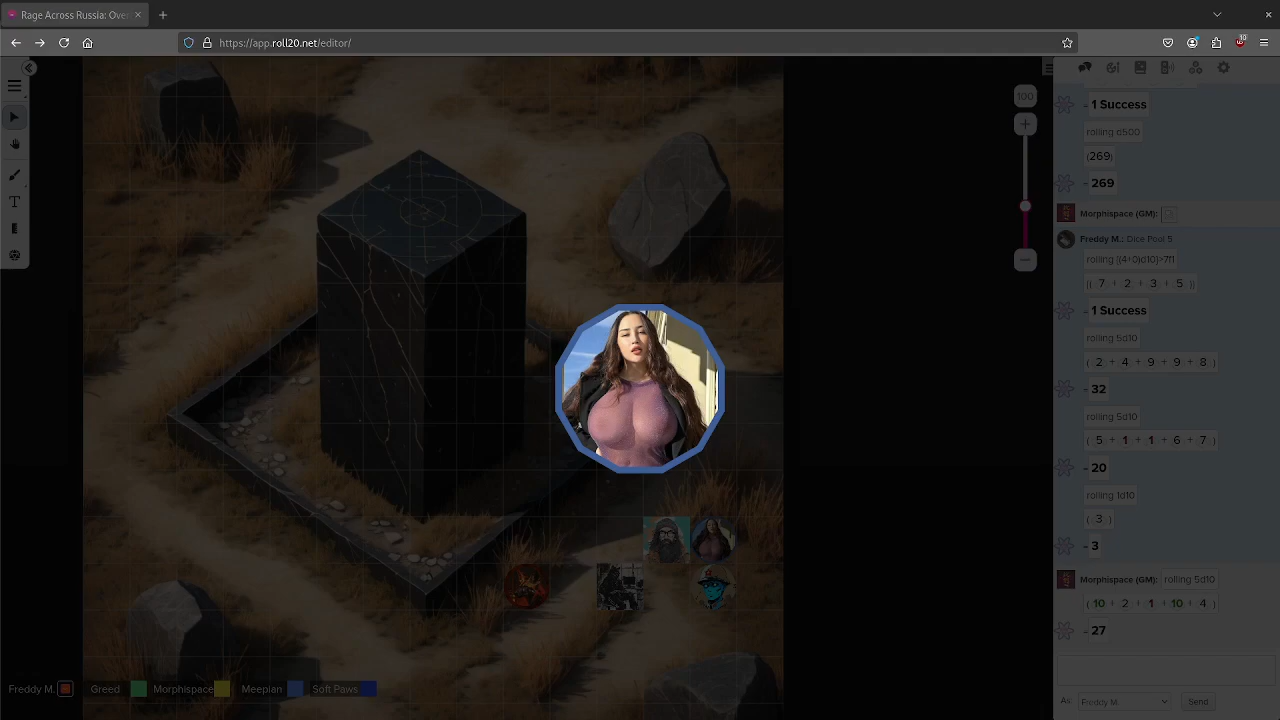 Rage Across Russia: Over
https://app.roll20.net/editor/
10
100
- 1 Success
rolling d500
(269)
- 269
Morphispace (GM):
Freddy M.: Dice Pool 5
rolling {(4+0)d10}>7f1
(( 7 + 2 + 3 + 5 ))
- 1 Success
rolling 5d10
( 2 + 4 + 9 + 9 + 8 )
- 32
rolling 5d10
( 5 + 1 + 1 + 6 + 7 )
- 20
rolling 1d10
( 3 )
- 3
Morphispace (GM): rolling 5d10
( 10 + 2 + 1 + 10 + 4 )
- 27
Freddy M. Greed Morphispace Meepian Soft Paws
As: Freddy M. Send
T